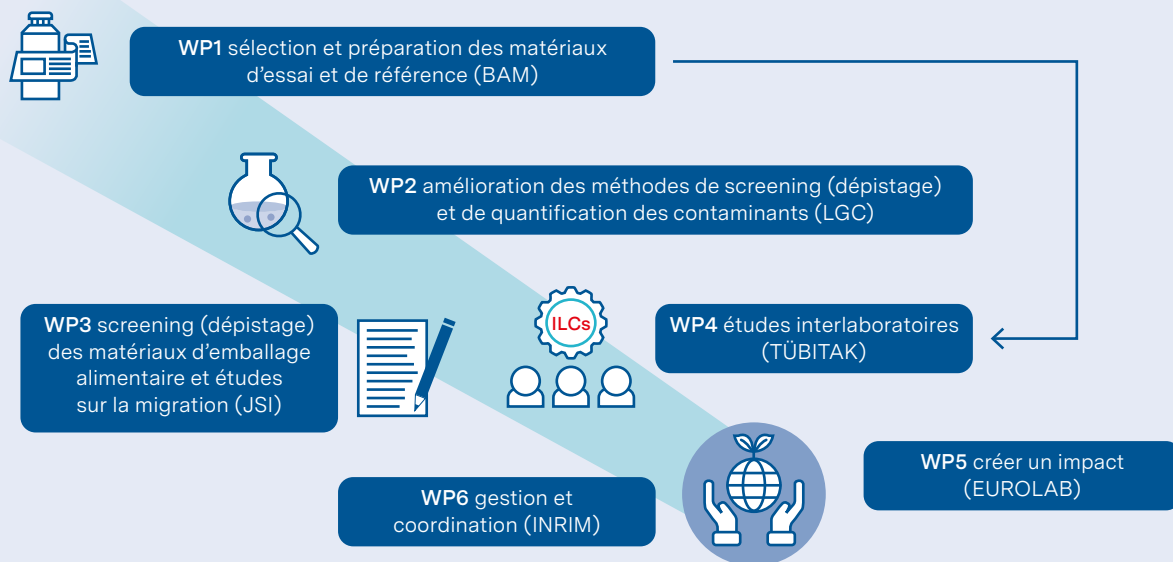 WP1 sélection et préparation des matériaux
d'essai et de référence (BAM)
WP2 amélioration des méthodes de screening (dépistage)
et de quantification des contaminants (LGC)
WP3 screening (dépistage)
des matériaux d'emballage
alimentaire et études
sur la migration (JSI)
ILCs
WP4 études interlaboratoires
(TÜBITAK)
WP5 créer un impact
(EUROLAB)
WP6 gestion et
coordination (INRIM)